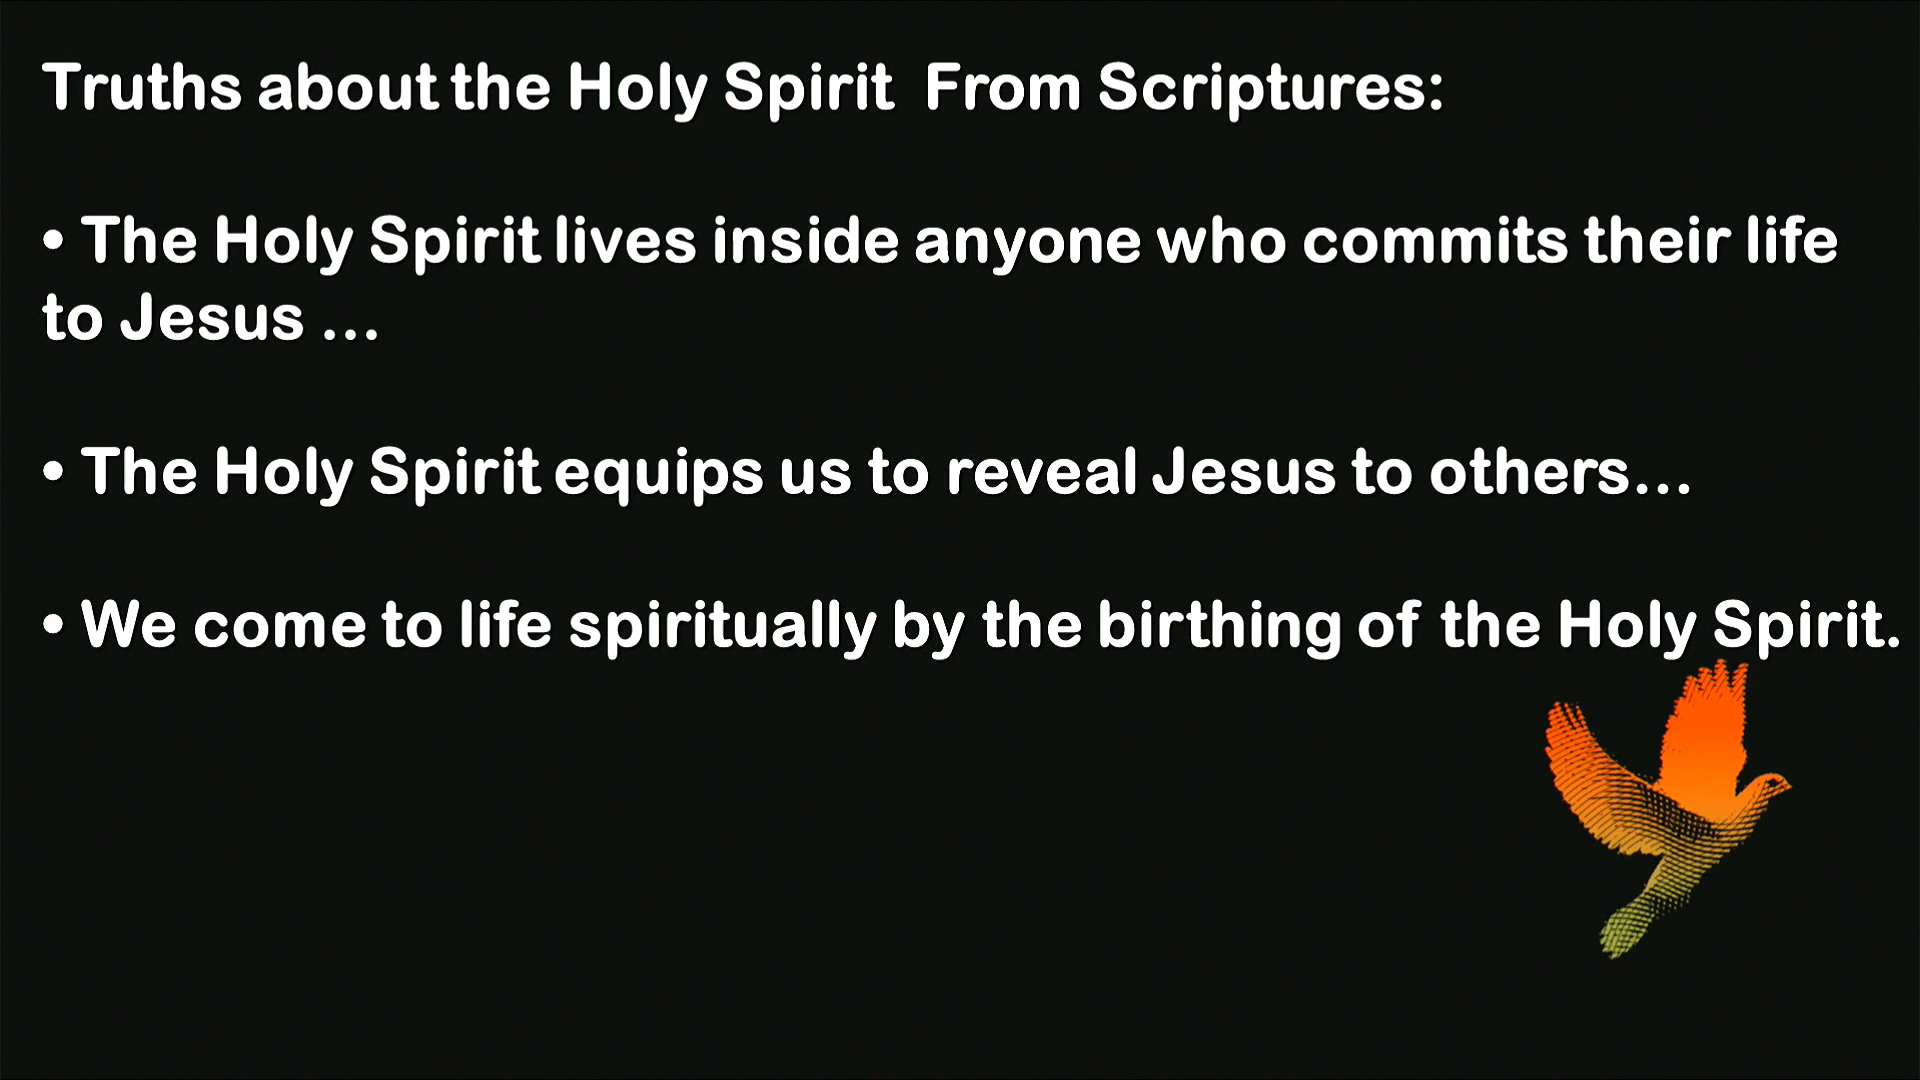 Truths about the Holy Spirit  From Scriptures:
• The Holy Spirit lives inside anyone who commits their life
to Jesus …
• The Holy Spirit equips us to reveal Jesus to others…
• We come to life spiritually by the birthing of the Holy Spirit.